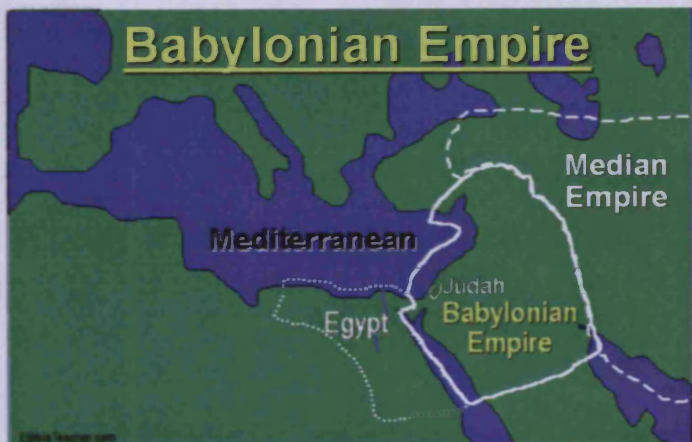 Babylonian Empire
Median
Empire
Mediterranean
Judah
Egypt
Babylonian
Empire